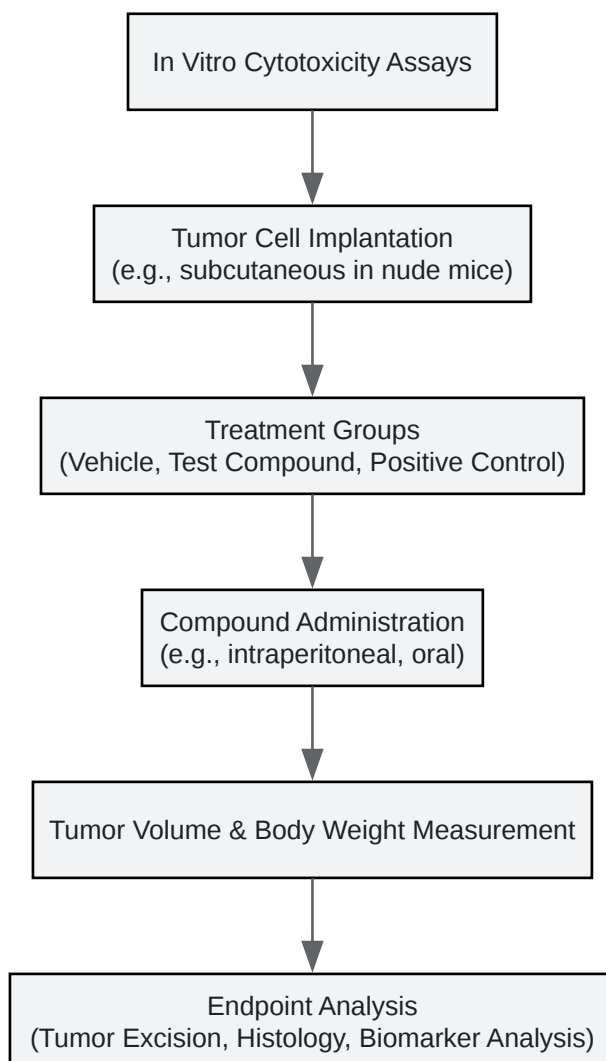 In Vitro Cytotoxicity Assays
Tumor Cell Implantation
(e.g., subcutaneous in nude mice)
Treatment Groups
(Vehicle, Test Compound, Positive Control)
Compound Administration
(e.g., intraperitoneal, oral)
Tumor Volume & Body Weight Measurement
Endpoint Analysis
(Tumor Excision, Histology, Biomarker Analysis)